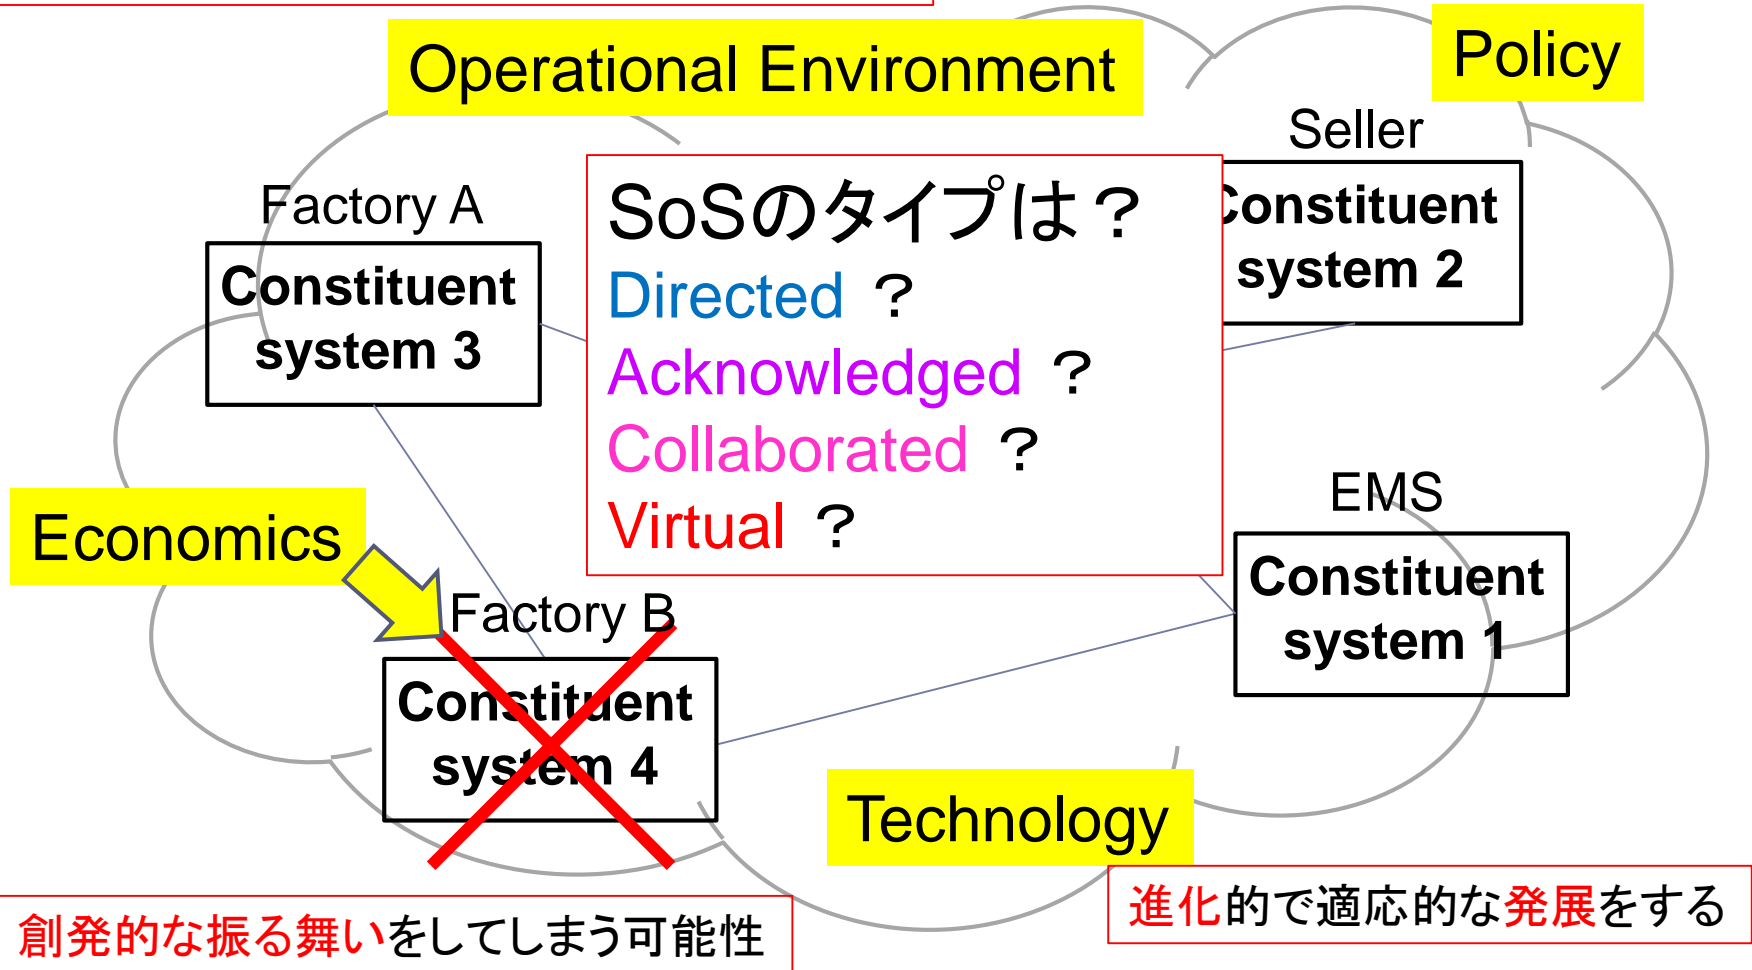 Operational Environment
Policy
Seller
Constituent
system 2
Factory A
Constituent
system 3
SoSのタイプは？
Directed ？
Acknowledged ？
Collaborated ？
Virtual ？
EMS
Constituent
system 1
Economics
Factory B
Constituent
system 4
Technology
創発的な振る舞いをしてしまう可能性
進化的で適応的な発展をする